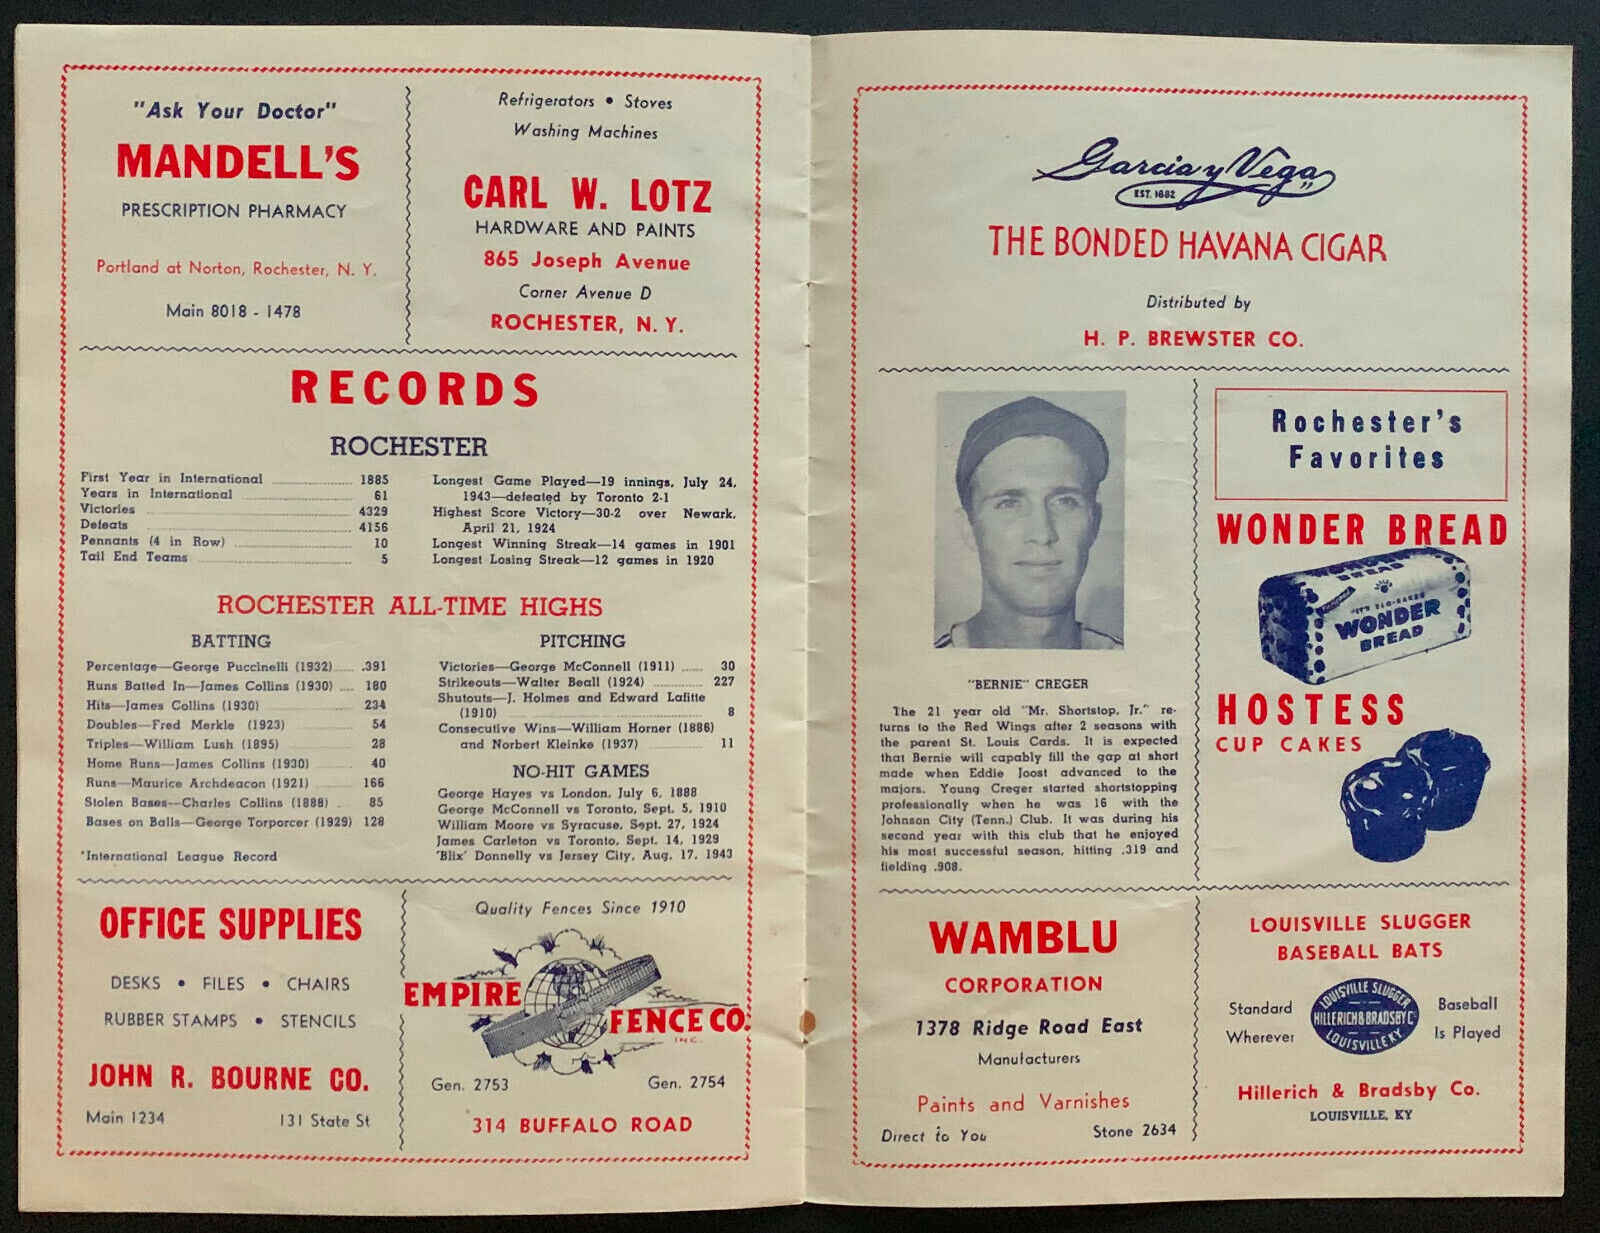 "Ask Your Doctor"
MANDELL'S
PRESCRIPTION PHARMACY
Portland at Norton, Rochester, N. Y.
Main 8018 - 1478
Refrigerators • Stoves
Washing Machines
CARL W. LOTZ
HARDWARE AND PAINTS
865 Joseph Avenue
Corner Avenue D
ROCHESTER, N. Y.
RECORDS
ROCHESTER
First Year in International 1885
Years in International 61
Victories 4329
Defeats 4156
Pennants (4 in Row) 10
Tail End Teams 5
Longest Game Played—19 innings, July 24,
1943—defeated by Toronto 2-1
Highest Score Victory—30-2 over Newark,
April 21, 1924
Longest Winning Streak—14 games in 1901
Longest Losing Streak—12 games in 1920
ROCHESTER ALL-TIME HIGHS
BATTING
Percentage—George Puccinelli (1932) .391
Runs Batted In—James Collins (1930) 180
Hits—James Collins (1930) 234
Doubles—Fred Merkle (1923) 54
Triples—William Lush (1895) 28
Home Runs—James Collins (1930) 40
Runs—Maurice Archdeacon (1921) 166
Stolen Bases—Charles Collins (1888) 85
Bases on Balls—George Torporcer (1929) 128
*International League Record
PITCHING
Victories—George McConnell (1911) 30
Strikeouts—Walter Beall (1924) 227
Shutouts—J. Holmes and Edward Lafitte
(1910) 8
Consecutive Wins—William Horner (1886)
and Norbert Kleinke (1937) 11
NO-HIT GAMES
George Hayes vs London, July 6, 1888
George McConnell vs Toronto, Sept. 5, 1910
William Moore vs Syracuse, Sept. 27, 1924
James Carleton vs Toronto, Sept. 14, 1929
'Blix' Donnelly vs Jersey City, Aug. 17, 1943
OFFICE SUPPLIES
DESKS • FILES • CHAIRS
RUBBER STAMPS • STENCILS
JOHN R. BOURNE CO.
Main 1234 131 State St
Quality Fences Since 1910
EMPIRE
FENCE CO.
INC.
Gen. 2753 Gen. 2754
314 BUFFALO ROAD
Garcia y Vega
EST. 1882
THE BONDED HAVANA CIGAR
Distributed by
H. P. BREWSTER CO.
"BERNIE" CREGER
The 21 year old "Mr. Shortstop, Jr." re-
turns to the Red Wings after 2 seasons with
the parent St. Louis Cards. It is expected
that Bernie will capably fill the gap at short
made when Eddie Joost advanced to the
majors. Young Creger started shortstopping
professionally when he was 16 with the
Johnson City (Tenn.) Club. It was during his
second year with this club that he enjoyed
his most successful season, hitting .319 and
fielding .908.
Rochester's
Favorites
WONDER BREAD
WONDER
BREAD
WONDER
BREAD
HOSTESS
CUP CAKES
WAMBLU
CORPORATION
1378 Ridge Road East
Manufacturers
Paints and Varnishes
Direct to You Stone 2634
LOUISVILLE SLUGGER
BASEBALL BATS
Standard
Wherever
LOUISVILLE SLUGGER
HILLERICH & BRADSBY Co
LOUISVILLE KY
Baseball
Is Played
Hillerich & Bradsby Co.
LOUISVILLE, KY